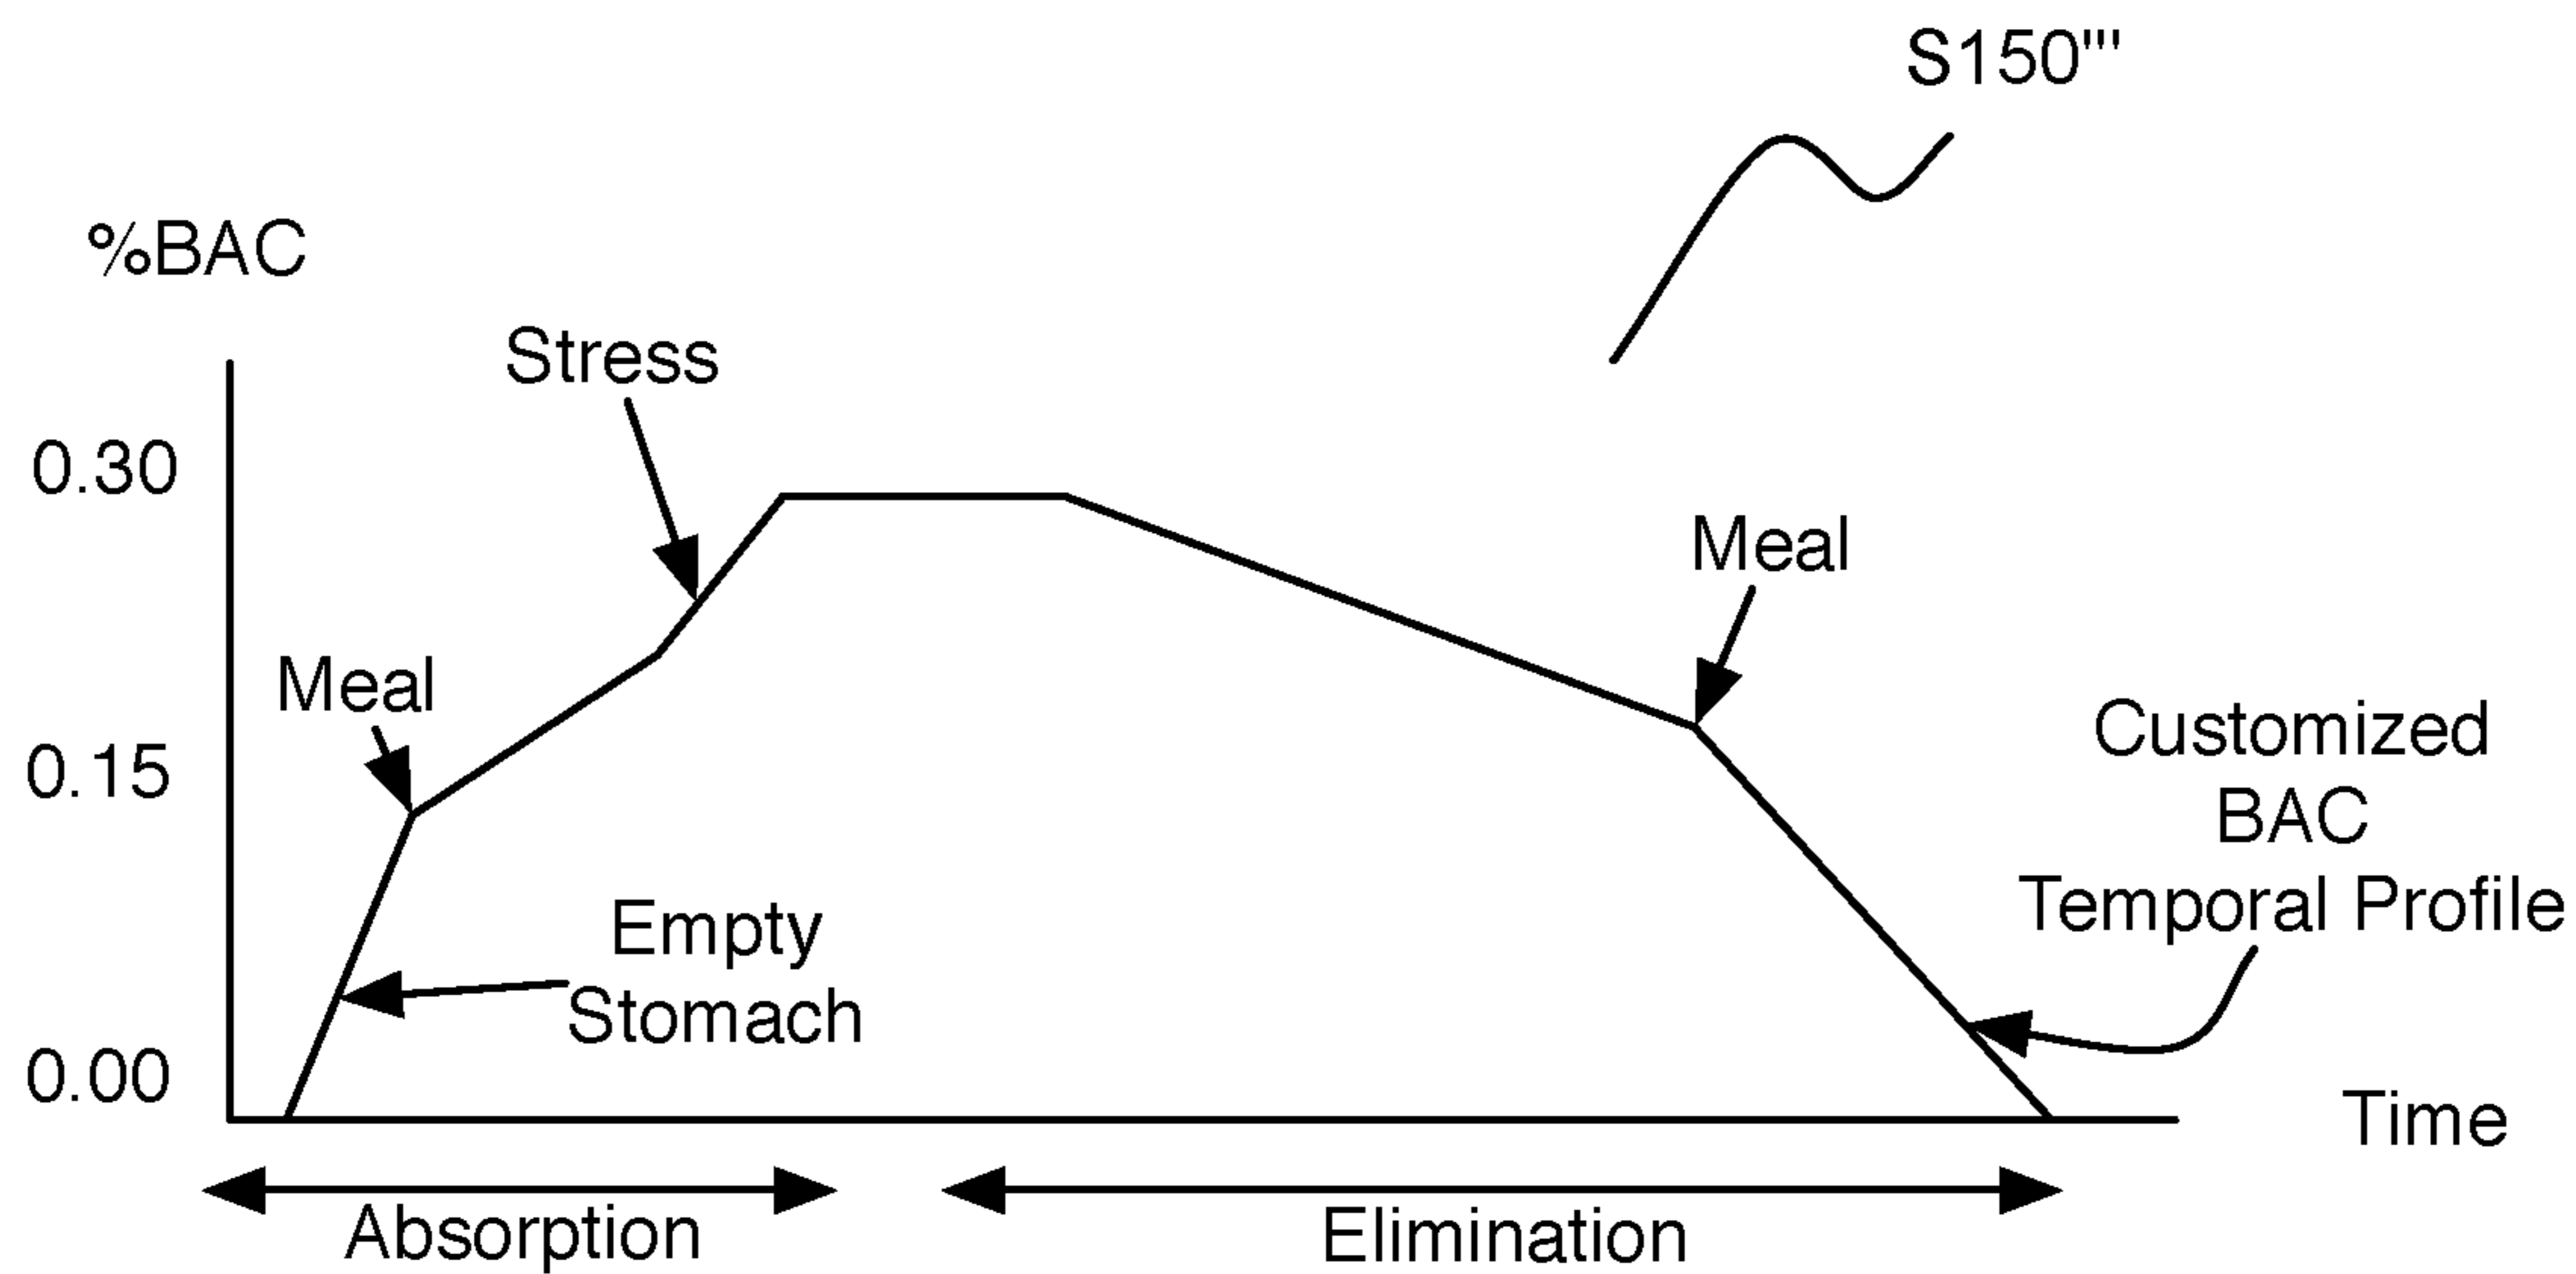 S150'''
%BAC
Stress
0.30
Meal
Meal
0.15
Customized
BAC
Temporal Profile
Empty
Stomach
0.00
Time
Absorption
Elimination